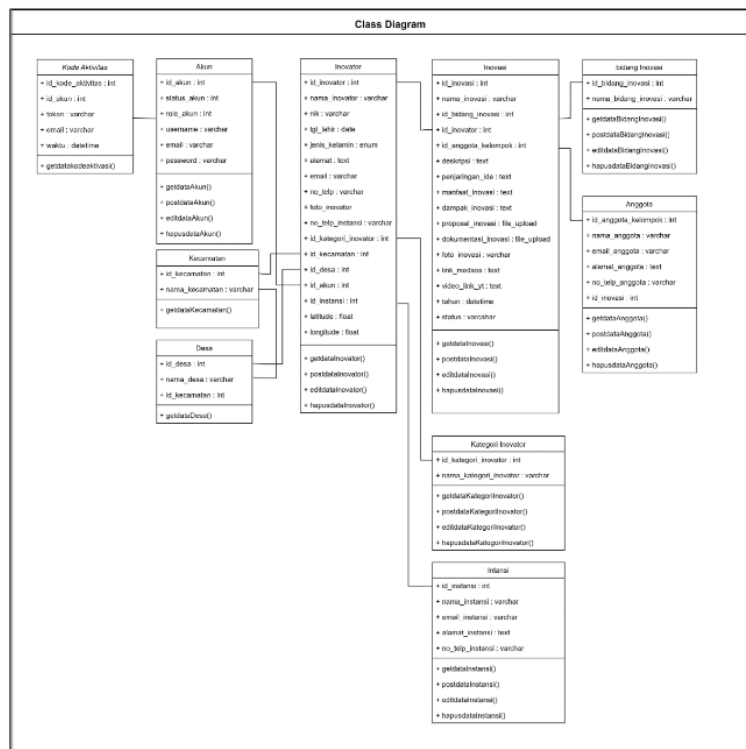 Class Diagram
Kode Aktivitas
+ id_kode_aktivitas : int
+ id_akun : int
+ token : varchar
+ email : varchar
+ waktu : datetime
+ getdatakodeaktivasi()
Akun
+ id_akun : int
+ status_akun : int
+ role_akun : int
+ username : varchar
+ email : varchar
+ password : varchar
+ getdataAkun()
+ postdataAkun()
+ editdataAkun()
+ hapusdataAkun()
Kecamatan
+ id_kecamatan : int
+ nama_kecamatan : varchar
+ getdataKecamatan()
Desa
+ id_desa : int
+ nama_desa : varchar
+ id_kecamatan : int
+ getdataDesa()
Inovator
+ id_inovator : int
+ nama_inovator : varchar
+ nik : varchar
+ tgl_lahir : date
+ jenis_kelamin : enum
+ alamat : text
+ email : varchar
+ no_telp : varchar
+ foto_inovator
+ no_telp_instansi : varchar
+ id_kategori_inovator : int
+ id_kecamatan : int
+ id_desa : int
+ id_akun : int
+ id_instansi : int
+ latitude : float
+ longitude : float
+ getdataInovator()
+ postdataInovator()
+ editdataInovator()
+ hapusdataInovator()
Inovasi
+ id_inovasi : int
+ nama_inovasi : varchar
+ id_bidang_inovasi : int
+ id_inovator : int
+ id_anggota_kelompok : int
+ deskripsi : text
+ penjaringan_ide : text
+ manfaat_inovasi : text
+ dampak_inovasi : text
+ proposal_inovasi : file_upload
+ dokumentasi_inovasi : file_upload
+ foto_inovasi : varchar
+ link_medsos : text
+ video_link_yt : text
+ tahun : datetime
+ status : varcahar
+ getdataInovasi()
+ postdataInovasi()
+ editdataInovasi()
+ hapusdataInovasi()
bidang Inovasi
+ id_bidang_inovasi : int
+ nama_bidang_inovasi : varchar
+ getdataBidangInovasi()
+ postdataBidangInovasi()
+ editdataBidangInovasi()
+ hapusdataBidangInovasi()
Anggota
+ id_anggota_kelompok : int
+ nama_anggota : varchar
+ email_anggota : varchar
+ alamat_anggota : text
+ no_telp_anggota : varchar
+ id_inovasi : int
+ getdataAnggota()
+ postdataAnggota()
+ editdataAnggota()
+ hapusdataAnggota()
Kategori Inovator
+ id_kategori_inovator : int
+ nama_kategori_inovator : varchar
+ getdataKategoriInovator()
+ postdataKategoriInovator()
+ editdataKategoriInovator()
+ hapusdataKategoriInovator()
Intansi
+ id_instansi : int
+ nama_instansi : varchar
+ email_instansi : varchar
+ alamat_instansi : text
+ no_telp_instansi : varchar
+ getdataInstansi()
+ postdataInstansi()
+ editdataInstansi()
+ hapusdataInstansi()